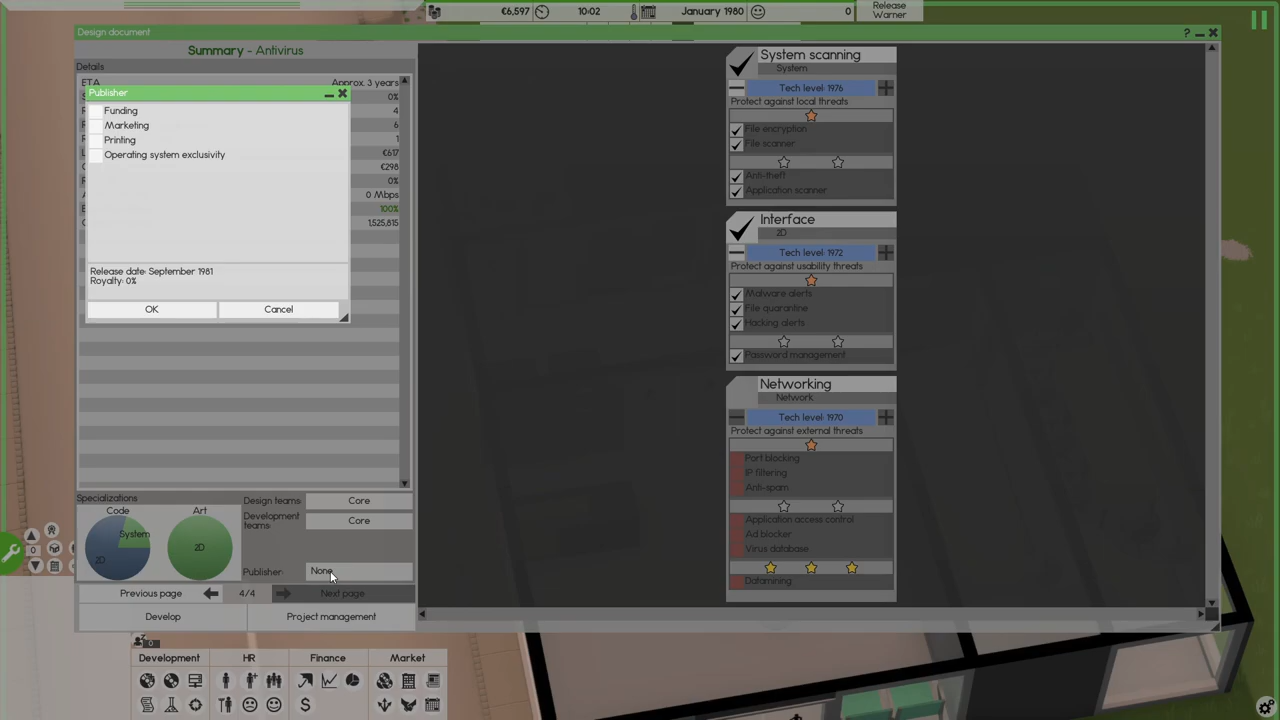 €6,597
10:02
January 1980
0
Release Warner
Design document
?
Summary - Antivirus
Details
ETA Approx. 3 years
0%
4
6
1
€617
€298
0%
0 Mbps
100%
1,525,815
Publisher
Funding
Marketing
Printing
Operating system exclusivity
Release date: September 1981
Royalty: 0%
OK
Cancel
Specializations
Code
Art
System
2D
2D
Design teams: Core
Development teams: Core
Publisher: None
Previous page
4/4
Next page
Develop
Project management
System scanning
System
Tech level: 1976
Protect against local threats
File encryption
File scanner
Anti-theft
Application scanner
Interface
2D
Tech level: 1972
Protect against usability threats
Malware alerts
File quarantine
Hacking alerts
Password management
Networking
Network
Tech level: 1970
Protect against external threats
Port blocking
IP filtering
Anti-spam
Application access control
Ad blocker
Virus database
Datamining
0
0
Development
HR
Finance
Market